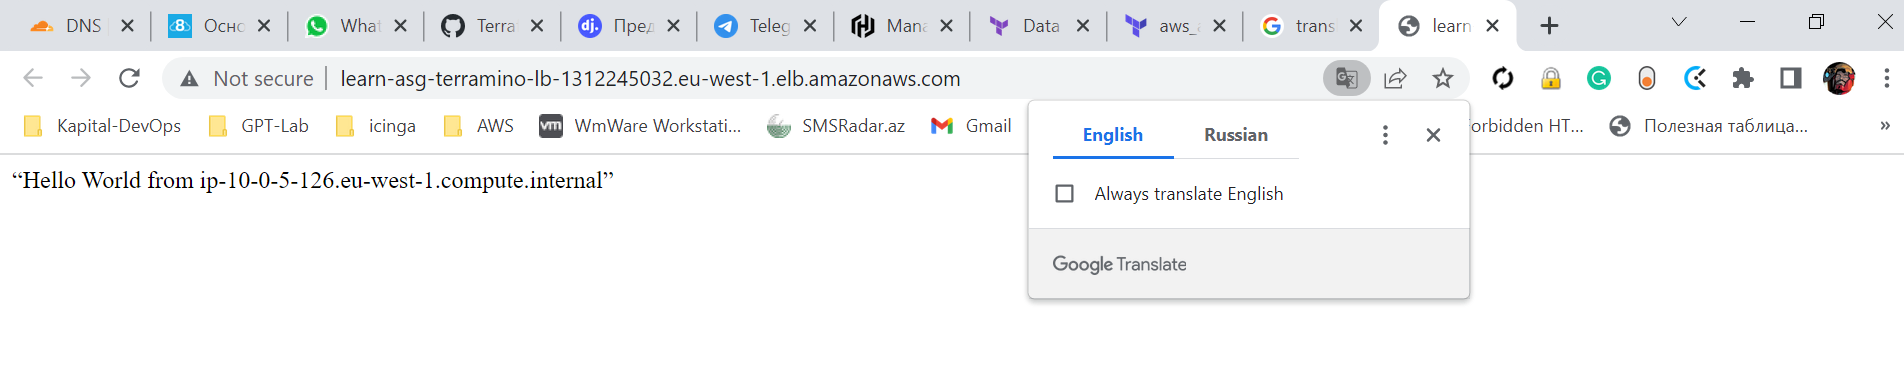 DNS Осно What Terra Пред Teleg Mana Data aws_a trans learn
Not secure learn-asg-terramino-lb-1312245032.eu-west-1.elb.amazonaws.com
Kapital-DevOps GPT-Lab icinga AWS vm WmWare Workstati... SMSRadar.az Gmail orbidden HT... Полезная таблица... »
“Hello World from ip-10-0-5-126.eu-west-1.compute.internal”
English Russian
Always translate English
Google Translate